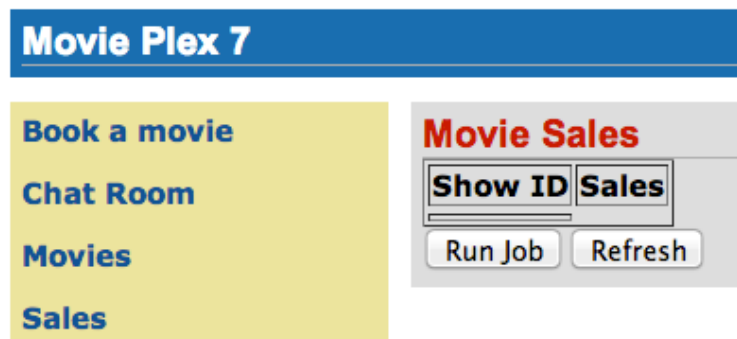 Movie Plex 7
Book a movie
Chat Room
Movies
Sales
Movie Sales
Show ID Sales
Run Job Refresh